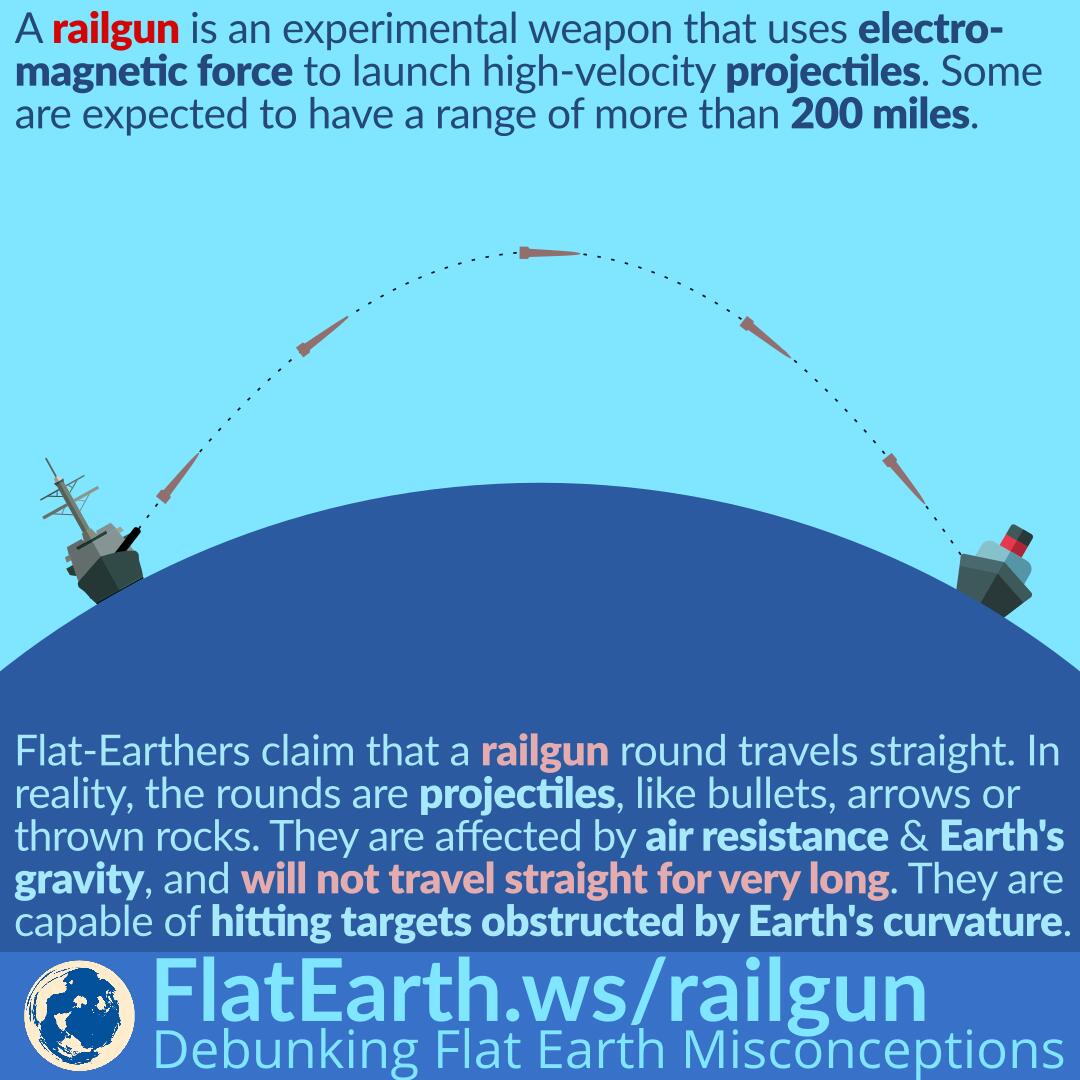 A railgun is an experimental weapon that uses electro-
magnetic force to launch high-velocity projectiles. Some
are expected to have a range of more than 200 miles.
Flat-Earthers claim that a railgun round travels straight. In
reality, the rounds are projectiles, like bullets, arrows or
thrown rocks. They are affected by air resistance & Earth's
gravity, and will not travel straight for very long. They are
capable of hitting targets obstructed by Earth's curvature.
FlatEarth.ws/railgun
Debunking Flat Earth Misconceptions